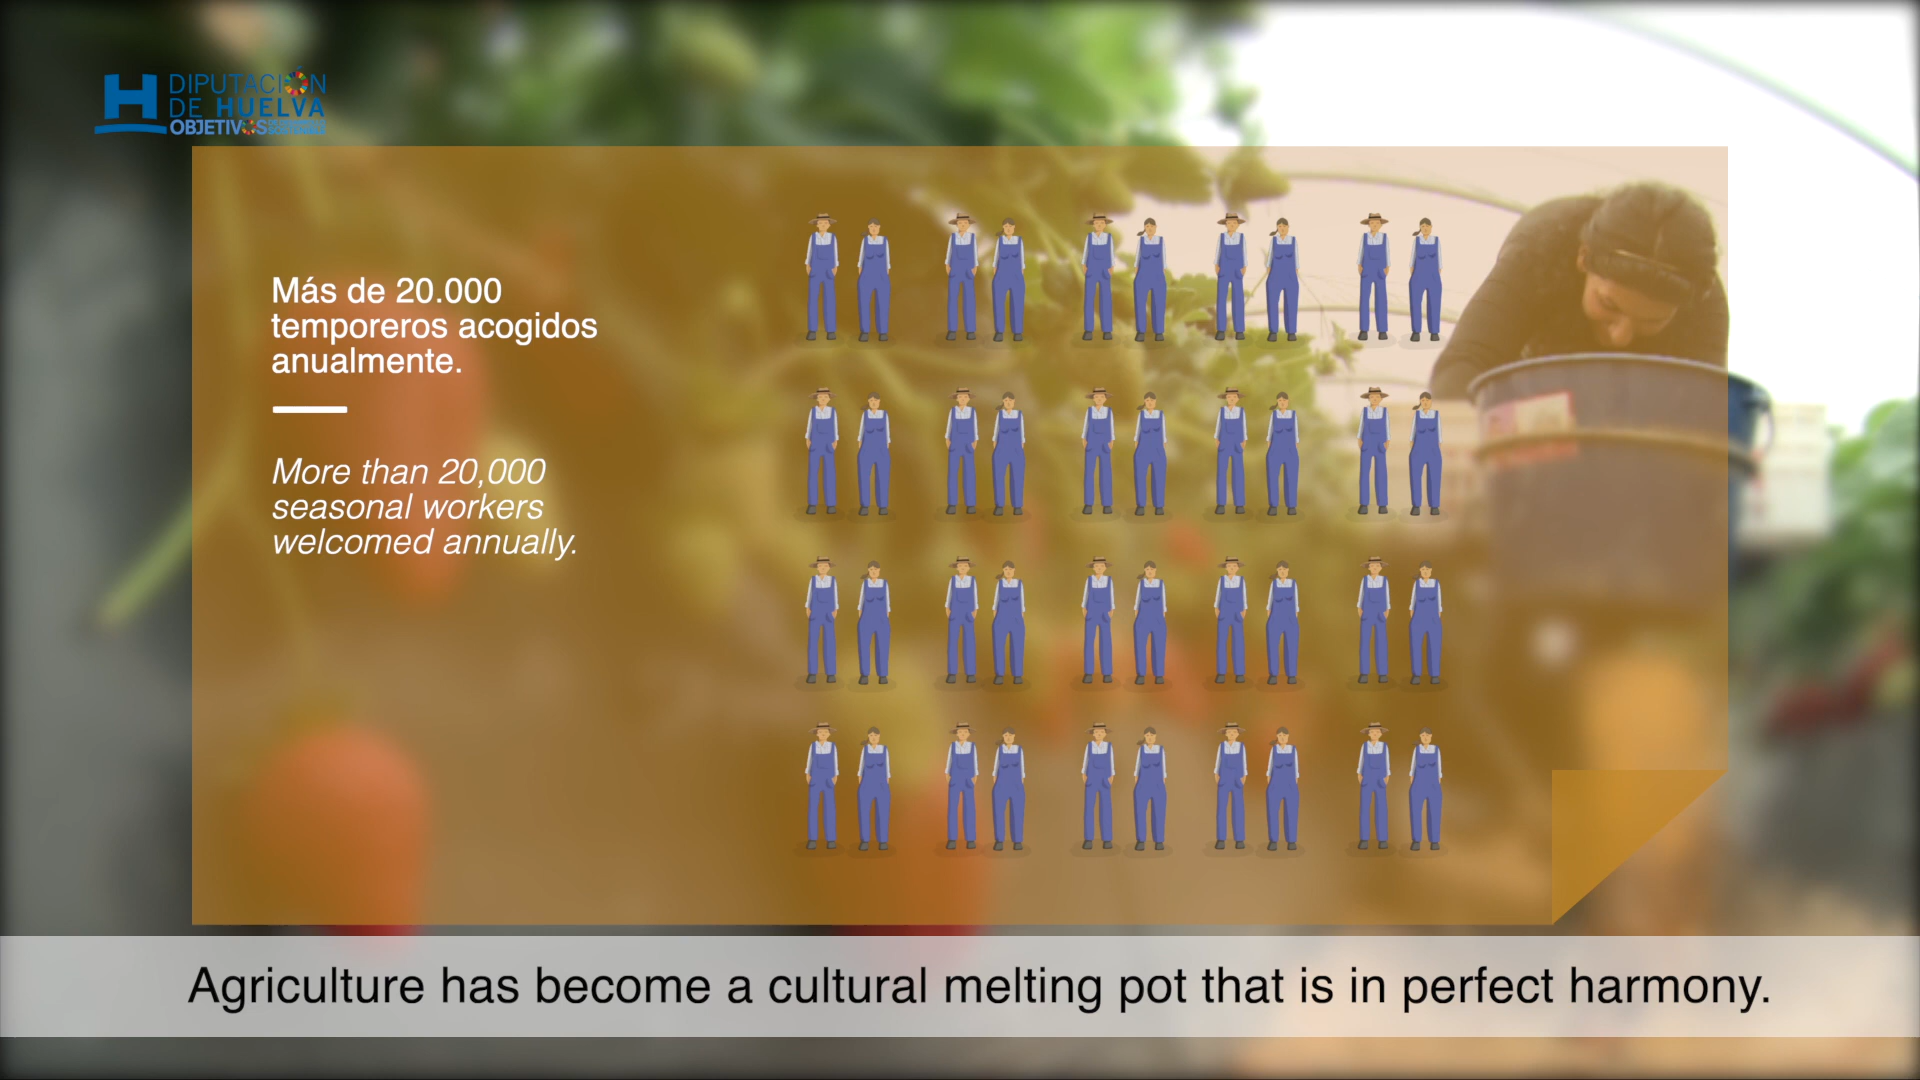 DIPUTACIÓN
DE HUELVA
OBJETIVOS
Más de 20.000
temporeros acogidos
anualmente.
More than 20,000
seasonal workers
welcomed annually.
Agriculture has become a cultural melting pot that is in perfect harmony.